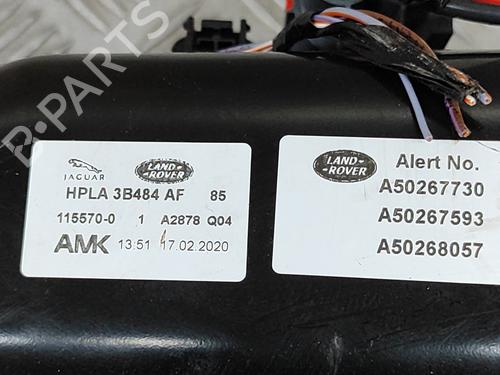 B-PARTS
JAGUAR
LAND-
ROVER
HPLA 3B484 AF 85
115570-0 1 A2878 Q04
AMK 13:51 17.02.2020
LAND-
ROVER
Alert No.
A50267730
A50267593
A50268057